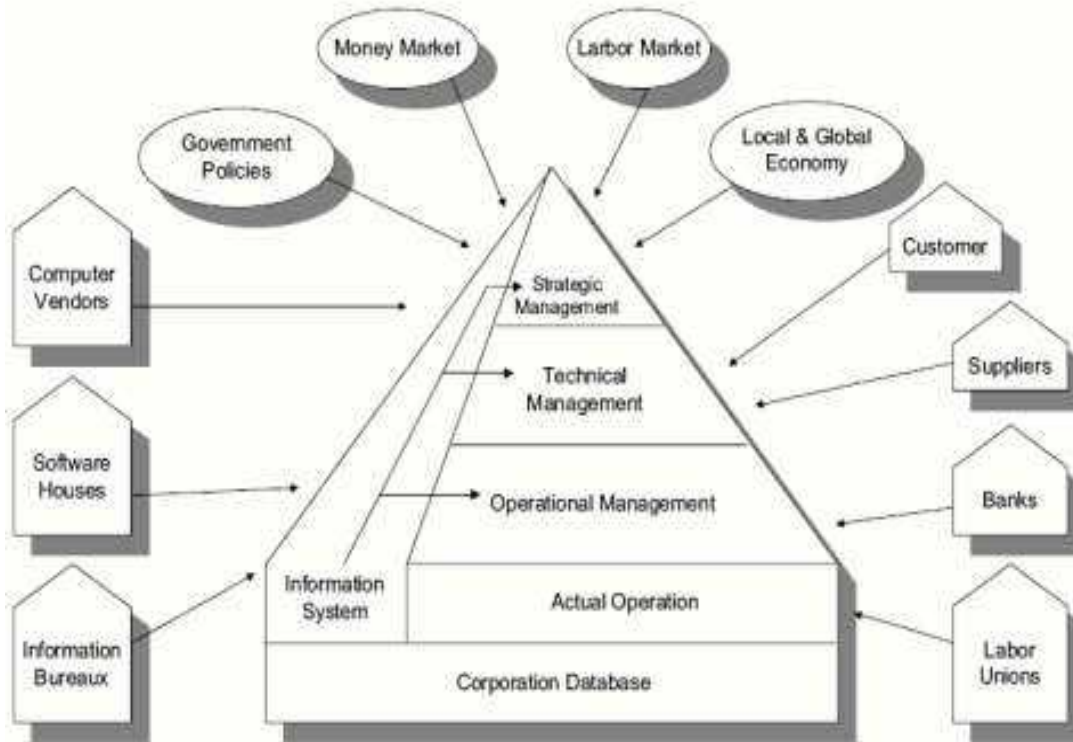 Money Market
Larbor Market
Government
Policies
Local & Global
Economy
Computer
Vendors
Customer
Strategic
Management
Suppliers
Technical
Management
Software
Houses
Operational Management
Banks
Information
System
Actual Operation
Information
Bureaux
Labor
Unions
Corporation Database